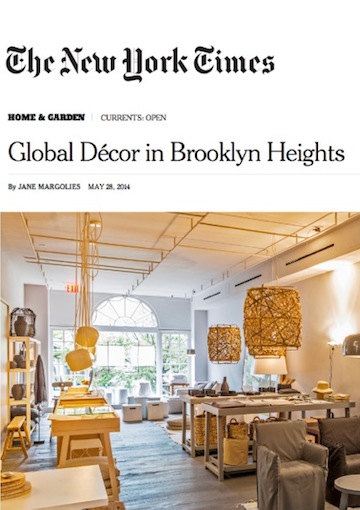 The New York Times
HOME & GARDEN | CURRENTS: OPEN
Global Décor in Brooklyn Heights
By JANE MARGOLIES MAY 28, 2014
EXIT